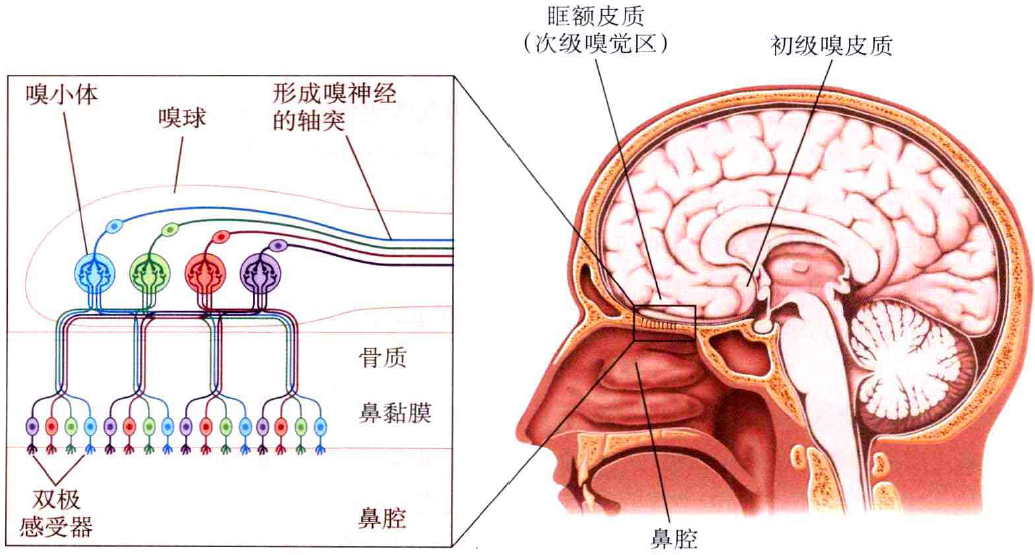 眶额皮质
（次级嗅觉区）
初级嗅皮质
嗅小体
嗅球
形成嗅神经
的轴突
骨质
鼻黏膜
双极
感受器
鼻腔
鼻腔